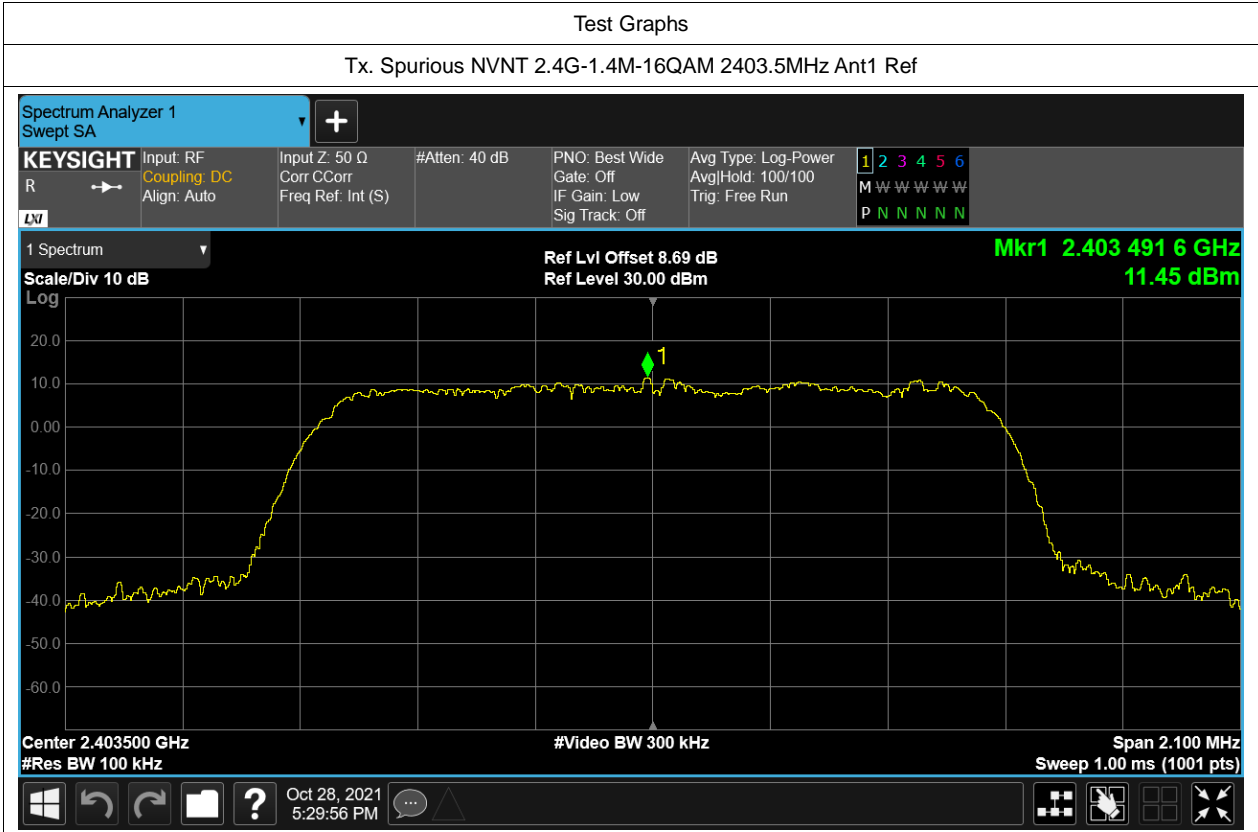 Test Graphs
Tx. Spurious NVNT 2.4G-1.4M-16QAM 2403.5MHz Ant1 Ref
Spectrum Analyzer 1
Swept SA
+
KEYSIGHT Input: RF Input Z: 50 Ω #Atten: 40 dB PNO: Best Wide Avg Type: Log-Power 1 2 3 4 5 6
R Coupling: DC Corr CCorr Gate: Off Avg|Hold: 100/100 M W W W W W W
Align: Auto Freq Ref: Int (S) IF Gain: Low Trig: Free Run
LXI Sig Track: Off P N N N N N N
1 Spectrum Ref Lvl Offset 8.69 dB Mkr1 2.403 491 6 GHz
Scale/Div 10 dB Ref Level 30.00 dBm 11.45 dBm
Log
20.0
1
10.0
0.00
-10.0
-20.0
-30.0
-40.0
-50.0
-60.0
Center 2.403500 GHz #Video BW 300 kHz Span 2.100 MHz
#Res BW 100 kHz Sweep 1.00 ms (1001 pts)
? Oct 28, 2021
5:29:56 PM